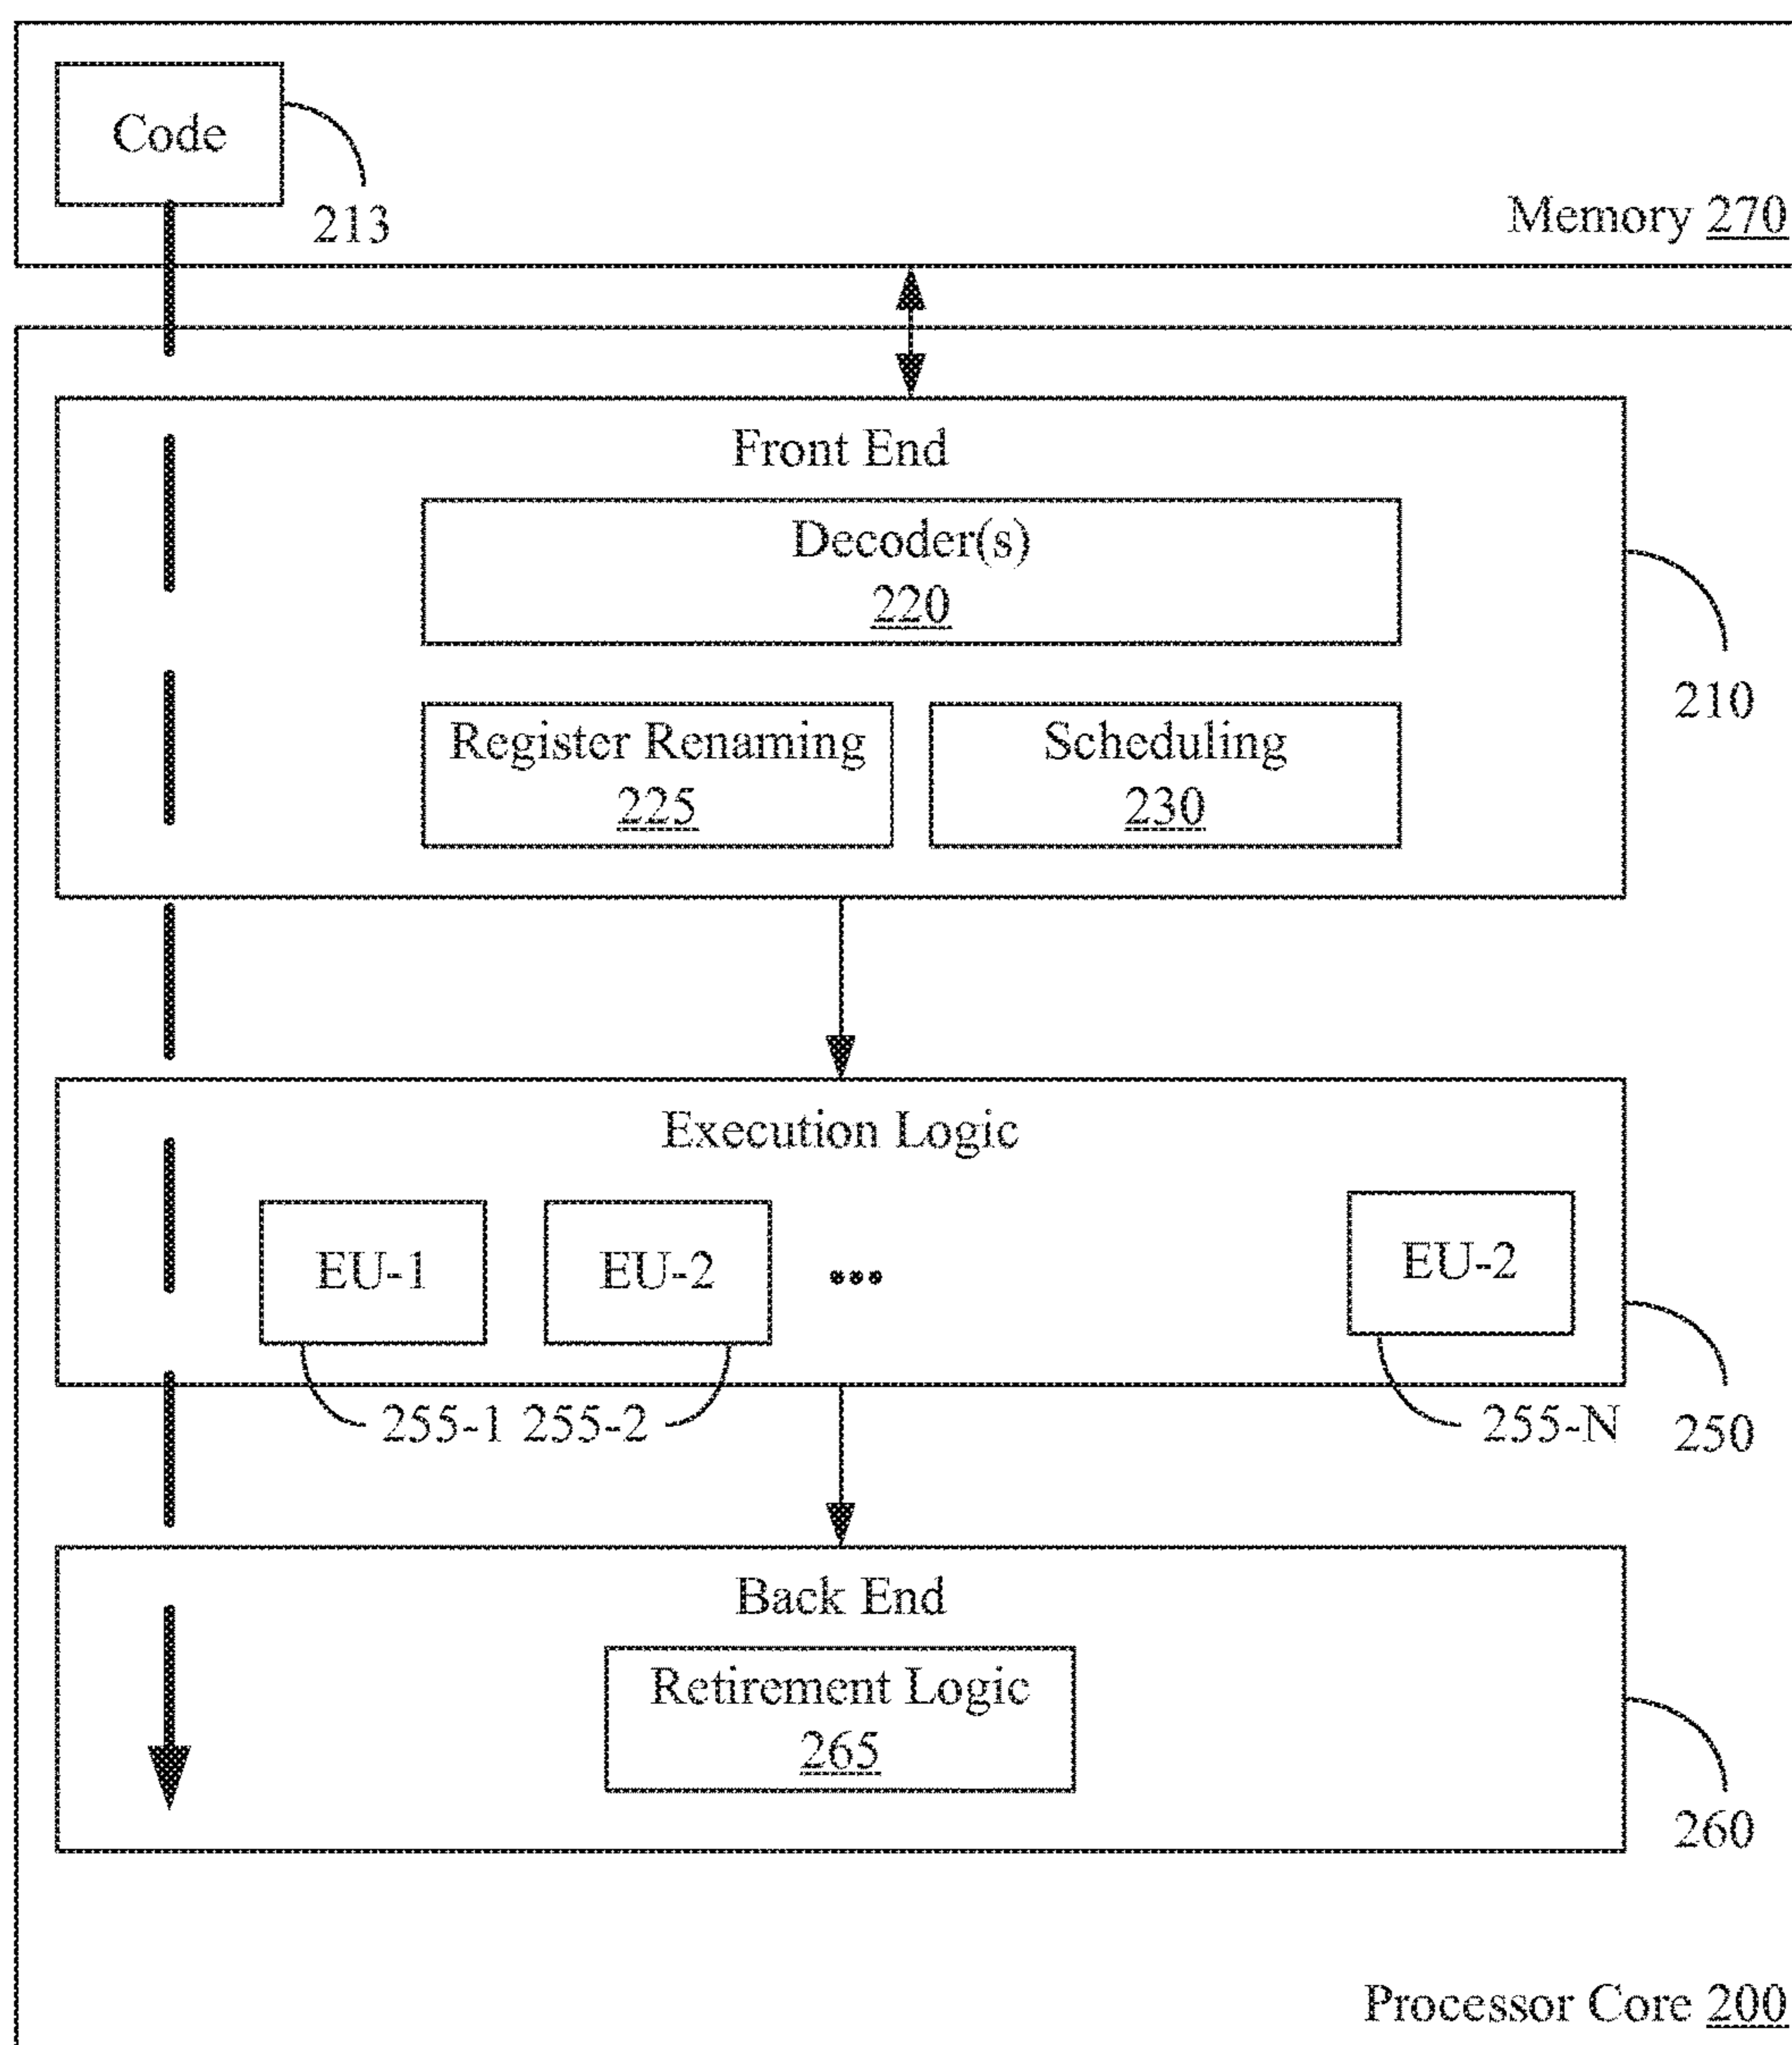 Code
213
Memory 270
Front End
Decoder(s)
220
210
Register Renaming
225
Scheduling
230
Execution Logic
EU-1
EU-2
•••
EU-2
255-1
255-2
255-N
250
Back End
Retirement Logic
265
260
Processor Core 200